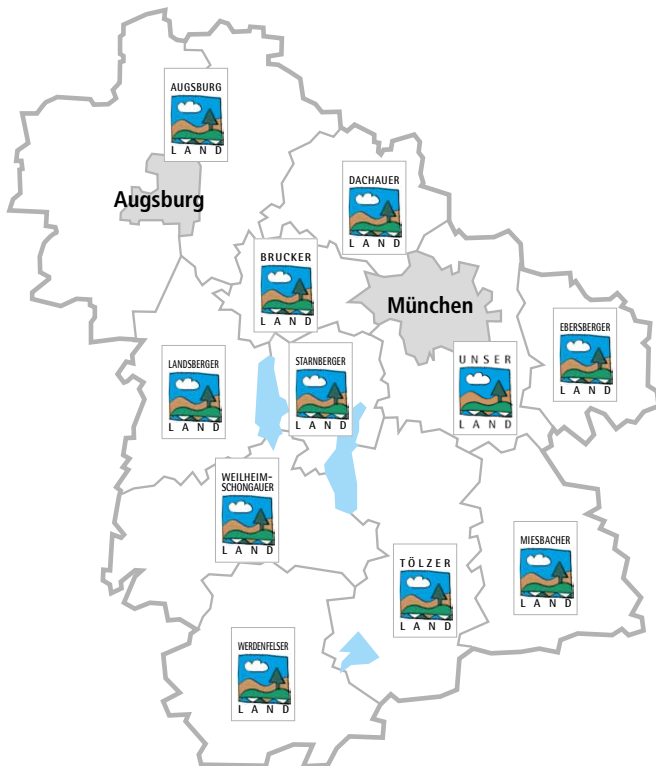 AUGSBURG
LAND
Augsburg
DACHAUER
LAND
BRUCKER
LAND
München
EBERSBERGER
LAND
LANDSBERGER
LAND
STARNBERGER
LAND
UNSER
LAND
WEILHEIM-
SCHONGAUER
LAND
TÖLZER
LAND
MIESBACHER
LAND
WERDENFELSER
LAND